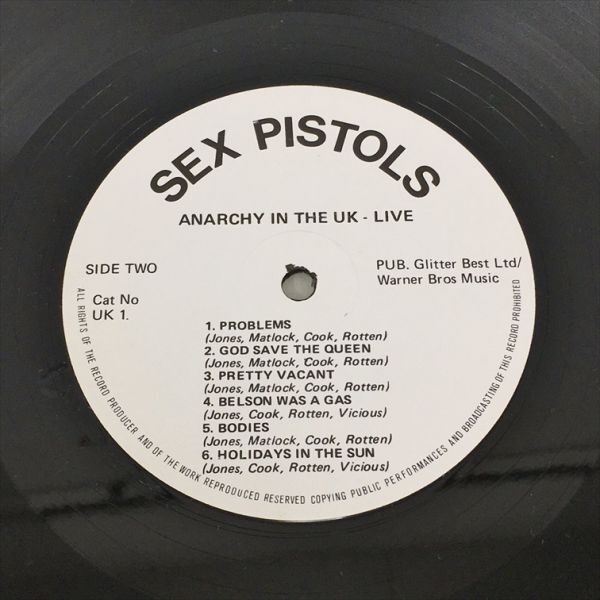 SEX PISTOLS
ANARCHY IN THE UK - LIVE
SIDE TWO
Cat No
UK 1.
PUB. Glitter Best Ltd/
Warner Bros Music
1. PROBLEMS
(Jones, Matlock, Cook, Rotten)
2. GOD SAVE THE QUEEN
(Jones, Matlock, Cook, Rotten)
3. PRETTY VACANT
(Jones, Matlock, Cook, Rotten)
4. BELSON WAS A GAS
(Jones, Cook, Rotten, Vicious)
5. BODIES
(Jones, Matlock, Cook, Rotten)
6. HOLIDAYS IN THE SUN
(Jones, Cook, Rotten, Vicious)
ALL RIGHTS OF THE RECORD PRODUCER AND OF THE WORK REPRODUCED RESERVED COPYING PUBLIC PERFORMANCES AND BROADCASTING OF THIS RECORD PROHIBITED